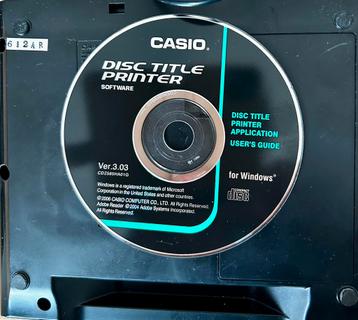 612AR
CASIO.
DISC TITLE
PRINTER
SOFTWARE
DISC TITLE
PRINTER
APPLICATION
USER'S GUIDE
Ver.3.03
for Windows®
Windows is a registered trademark of Microsoft
Corporation in the United States and other countries.
©2006 CASIO COMPUTER CO., LTD. All Rights Reserved.
Adobe Reader ©2004 Adobe Systems Incorporated.
All Rights Reserved.
COMPACT
disc